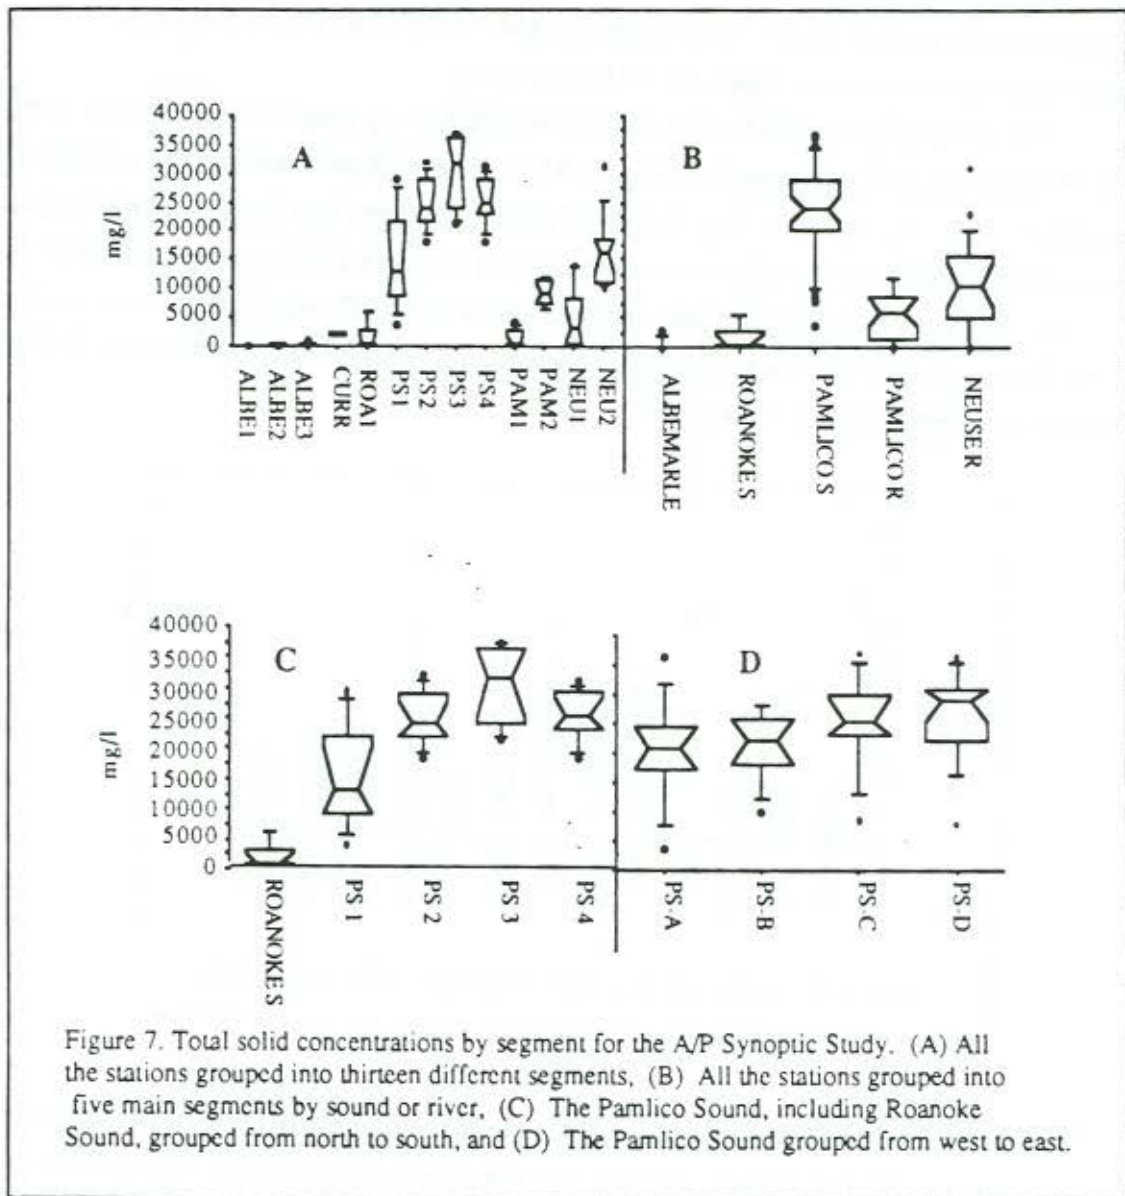 40000
35000
30000
25000
20000
15000
10000
5000
0
mg/l
A
ALBE1
ALBE2
ALBE3
CURR
ROA1
PS1
PS2
PS3
PS4
PAM1
PAM2
NEU1
NEU2
B
ALBEMARLE
ROANOKE S
PAMLICO S
PAMLICO R
NEUSE R
40000
35000
30000
25000
20000
15000
10000
5000
0
mg/l
C
ROANOKE S
PS 1
PS 2
PS 3
PS 4
D
PS-A
PS-B
PS-C
PS-D
Figure 7. Total solid concentrations by segment for the A/P Synoptic Study. (A) All
the stations grouped into thirteen different segments, (B) All the stations grouped into
five main segments by sound or river, (C) The Pamlico Sound, including Roanoke
Sound, grouped from north to south, and (D) The Pamlico Sound grouped from west to east.